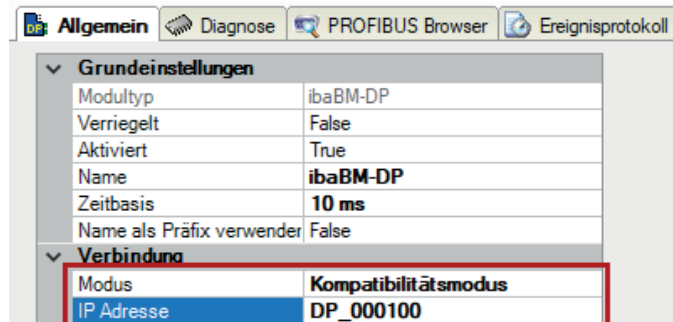 Allgemein Diagnose PROFIBUS Browser Ereignisprotokoll
Grundeinstellungen
Modultyp ibaBM-DP
Verriegelt False
Aktiviert True
Name ibaBM-DP
Zeitbasis 10 ms
Name als Präfix verwender False
Verbindung
Modus Kompatibilitätsmodus
IP Adresse DP_000100